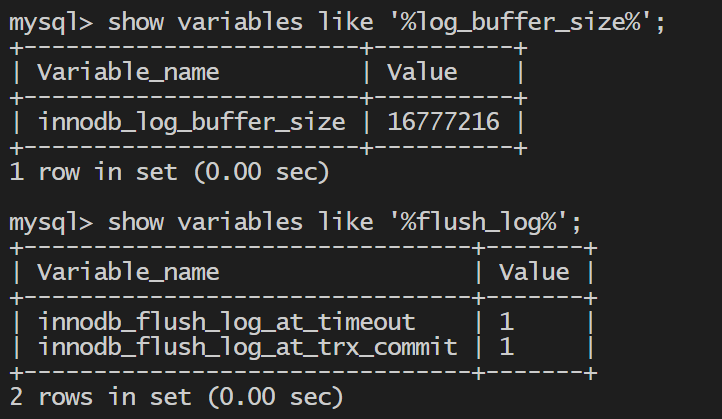 mysql> show variables like '%log_buffer_size%';
+------------------------+----------+
| Variable_name          | Value    |
+------------------------+----------+
| innodb_log_buffer_size | 16777216 |
+------------------------+----------+
1 row in set (0.00 sec)
mysql> show variables like '%flush_log%';
+--------------------------------+-------+
| Variable_name                  | Value |
+--------------------------------+-------+
| innodb_flush_log_at_timeout    | 1     |
| innodb_flush_log_at_trx_commit | 1     |
+--------------------------------+-------+
2 rows in set (0.00 sec)